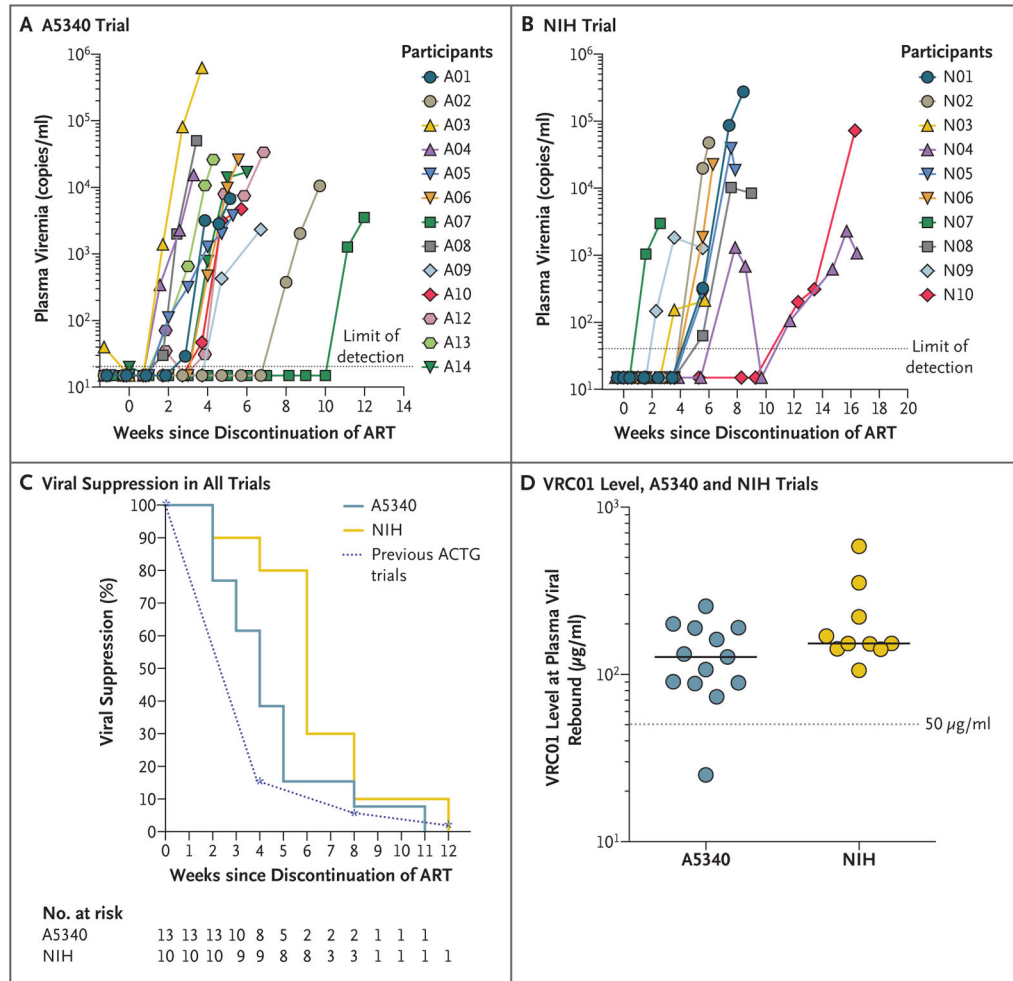 A A5340 Trial
Plasma Viremia (copies/ml)
10⁶
10⁵
10⁴
10³
10²
10¹
0 2 4 6 8 10 12 14
Weeks since Discontinuation of ART
Limit of
detection
Participants
A01
A02
A03
A04
A05
A06
A07
A08
A09
A10
A12
A13
A14
B NIH Trial
Plasma Viremia (copies/ml)
10⁶
10⁵
10⁴
10³
10²
10¹
0 2 4 6 8 10 12 14 16 18 20
Weeks since Discontinuation of ART
Limit of
detection
Participants
N01
N02
N03
N04
N05
N06
N07
N08
N09
N10
C Viral Suppression in All Trials
Viral Suppression (%)
100
90
80
70
60
50
40
30
20
10
0
0 1 2 3 4 5 6 7 8 9 10 11 12
Weeks since Discontinuation of ART
A5340
NIH
Previous ACTG
trials
No. at risk
A5340 13 13 13 10 8 5 2 2 2 1 1 1
NIH 10 10 10 9 9 8 8 3 3 1 1 1 1
D VRC01 Level, A5340 and NIH Trials
VRC01 Level at Plasma Viral
Rebound (µg/ml)
10³
10²
10¹
50 µg/ml
A5340 NIH